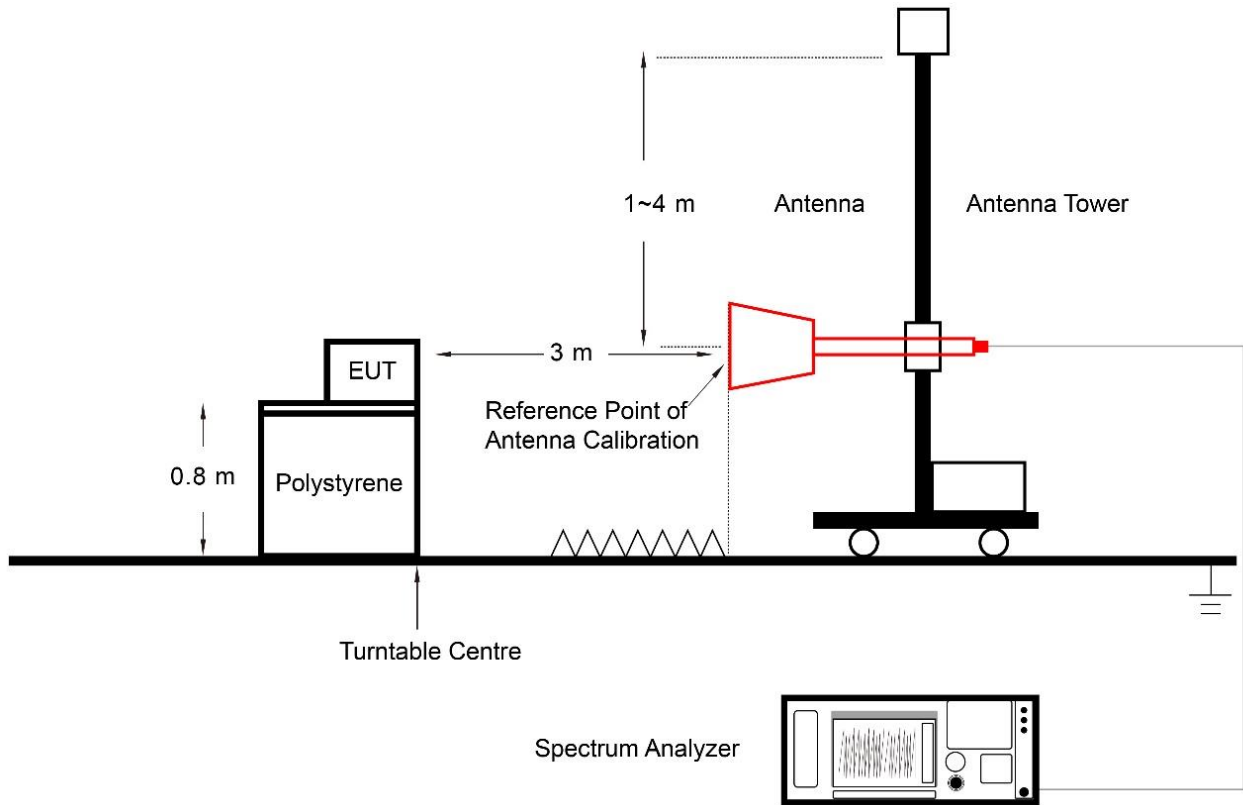 1~4 m
Antenna
Antenna Tower
3 m
EUT
Reference Point of
Antenna Calibration
0.8 m
Polystyrene
Turntable Centre
Spectrum Analyzer